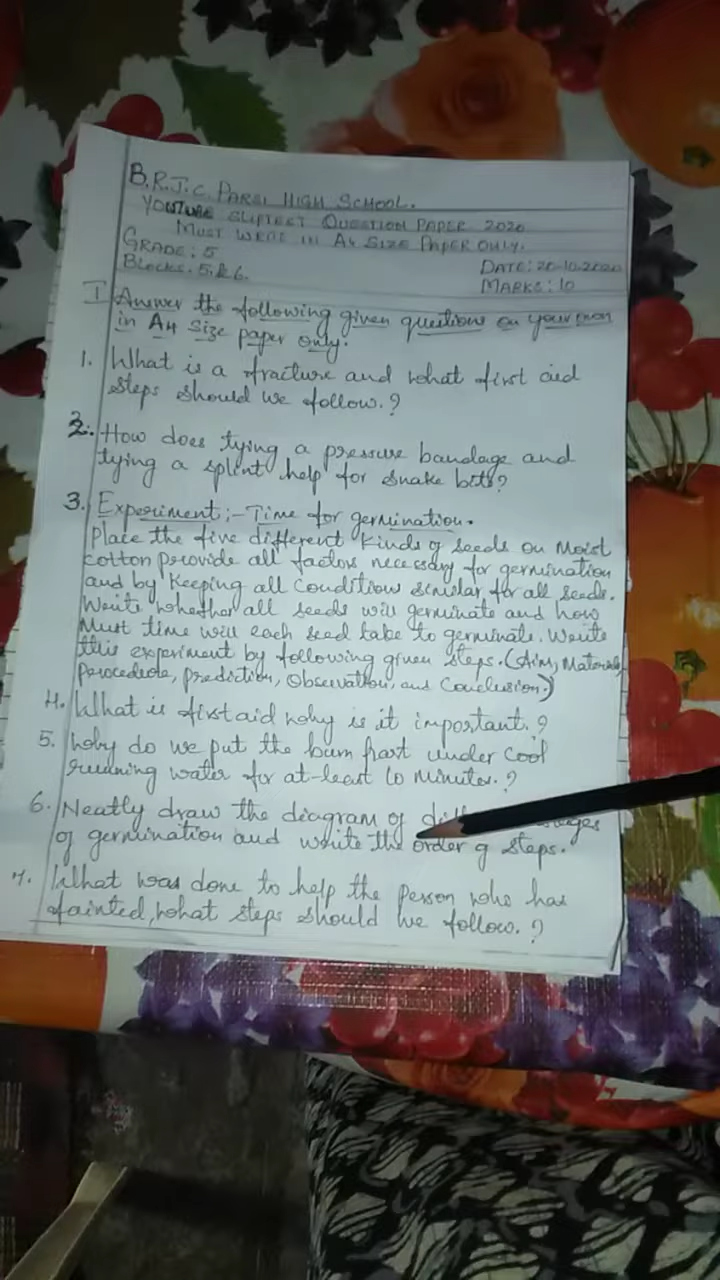 B.R.J.C. PARSI HIGH SCHOOL.
YOUTUBE SLIPTEST QUESTION PAPER 2020
MUST WRITE IN A4 SIZE PAPER ONLY.
GRADE: 5
DATE: 20-10-2020
Blocks. 5 & 6.
MARKS: 10
I Answer the following given questions on your own
in A4 Size paper only.
1. What is a fracture and what first aid
steps should we follow.?
2. How does tying a pressure bandage and
tying a splint help for snake bite?
3. Experiment:- Time for germination.
Place the five different kinds of seeds on Moist
cotton provide all factors necessary for germination
and by keeping all condition similar for all seeds.
Write whether all seeds will germinate and how
Must time will each seed take to germinate. Write
this experiment by following given steps. (Aim, Materials,
Procedure, prediction, Observation, and Conclusion.)
4. What is first aid why is it important.?
5. Why do we put the burn part under cool
running water for at-least 10 minutes.?
6. Neatly draw the diagram of
of germination and write the order of steps.
7. What was done to help the person who has
fainted, what steps should we follow.?